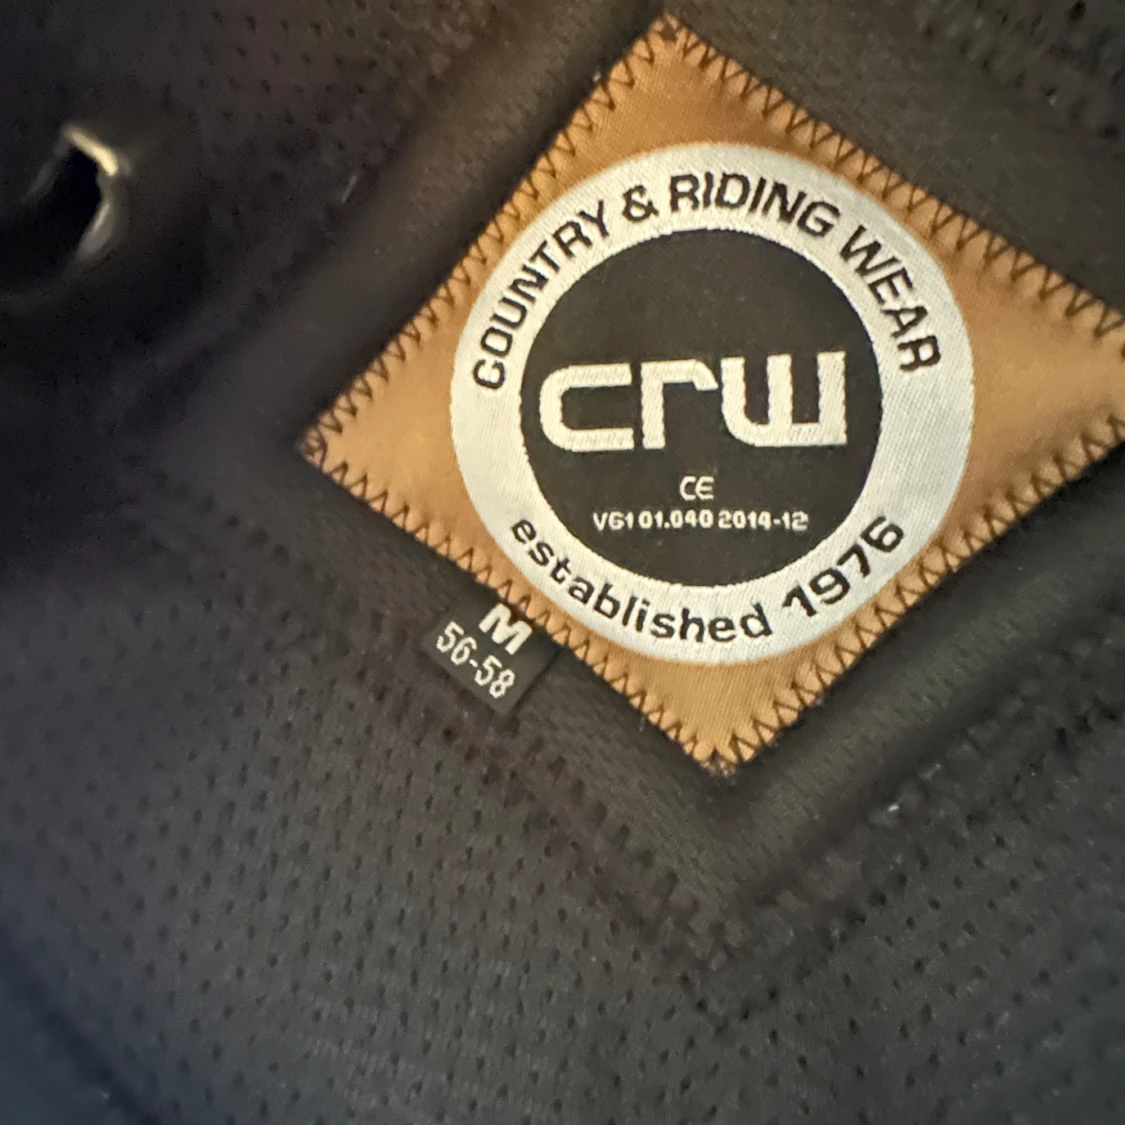 COUNTRY & RIDING WEAR
crw
CE
VG1 01.040 2014-12
established 1976
M
56-58